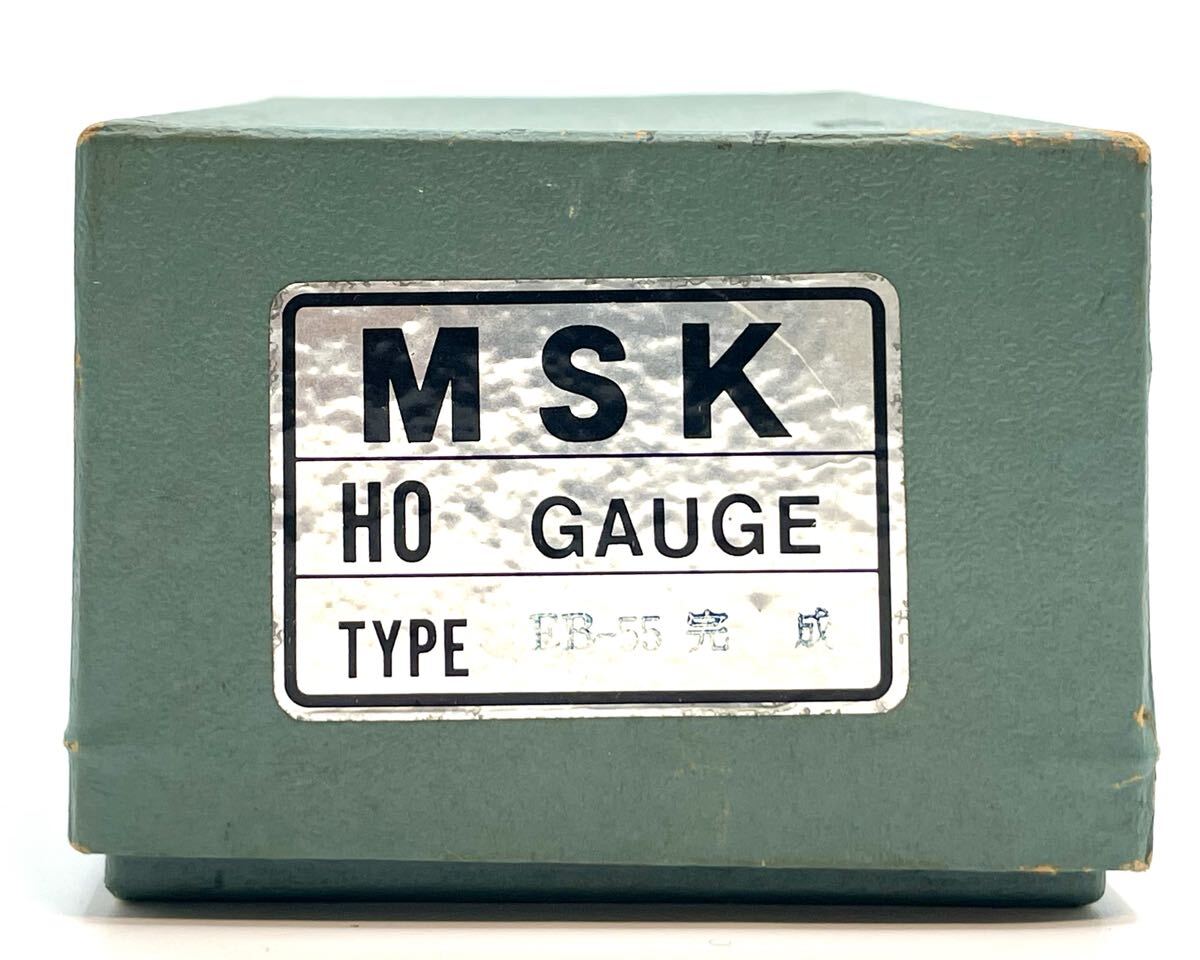 MSK
HO GAUGE
TYPE EB-55 完 成